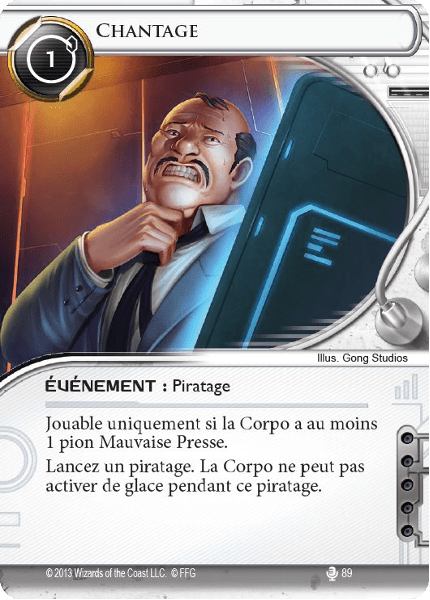 Chantage
1
Illus. Gong Studios
Événement : Piratage
Jouable uniquement si la Corpo a au moins
1 pion Mauvaise Presse.
Lancez un piratage. La Corpo ne peut pas
activer de glace pendant ce piratage.
© 2013 Wizards of the Coast LLC. © FFG
89